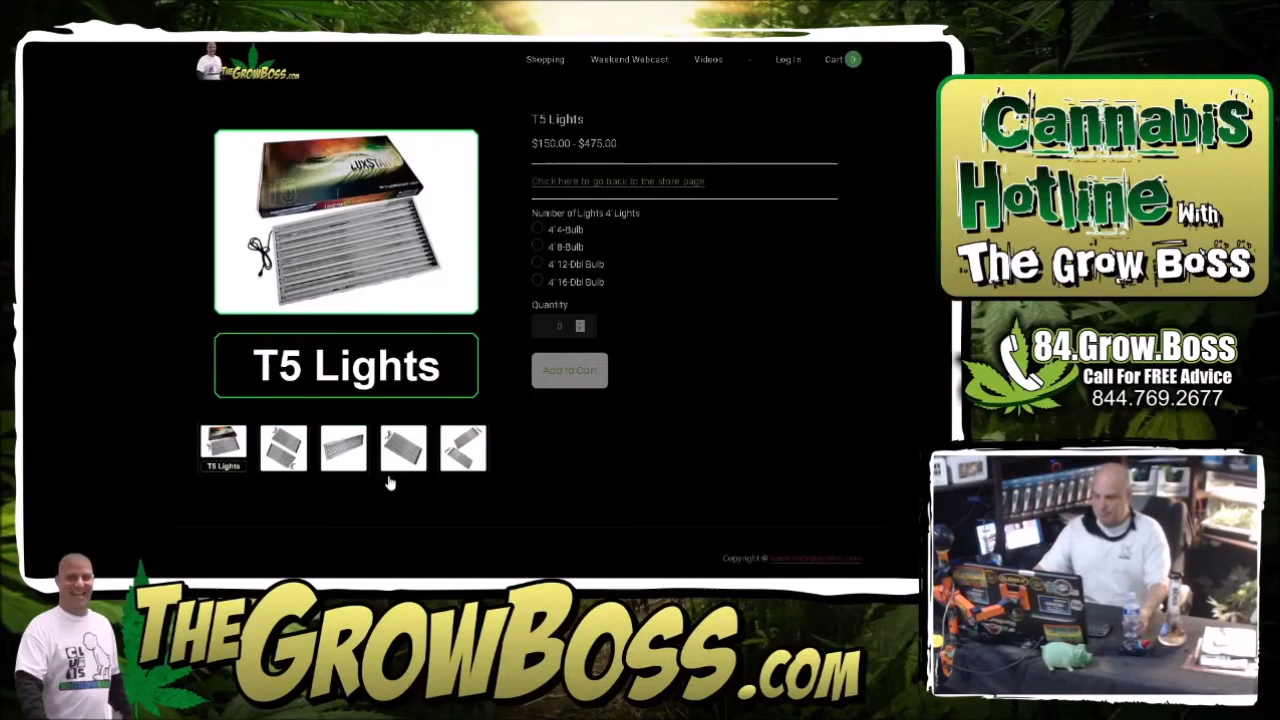 THEGROWBOSS.COM
Shopping
Weekend Webcast
Videos
Log In
Cart 0
T5 Lights
$150.00 - $475.00
Click here to go back to the store page
Number of Lights 4' Lights
4' 4-Bulb
4' 8-Bulb
4' 12-Dbl Bulb
4' 16-Dbl Bulb
Quantity
0
Add to Cart
T5 Lights
T5 Lights
Copyright ©
Cannabis
Hotline With
The Grow Boss
84.Grow.Boss
Call For FREE Advice
844.769.2677
THEGROWBOSS.COM